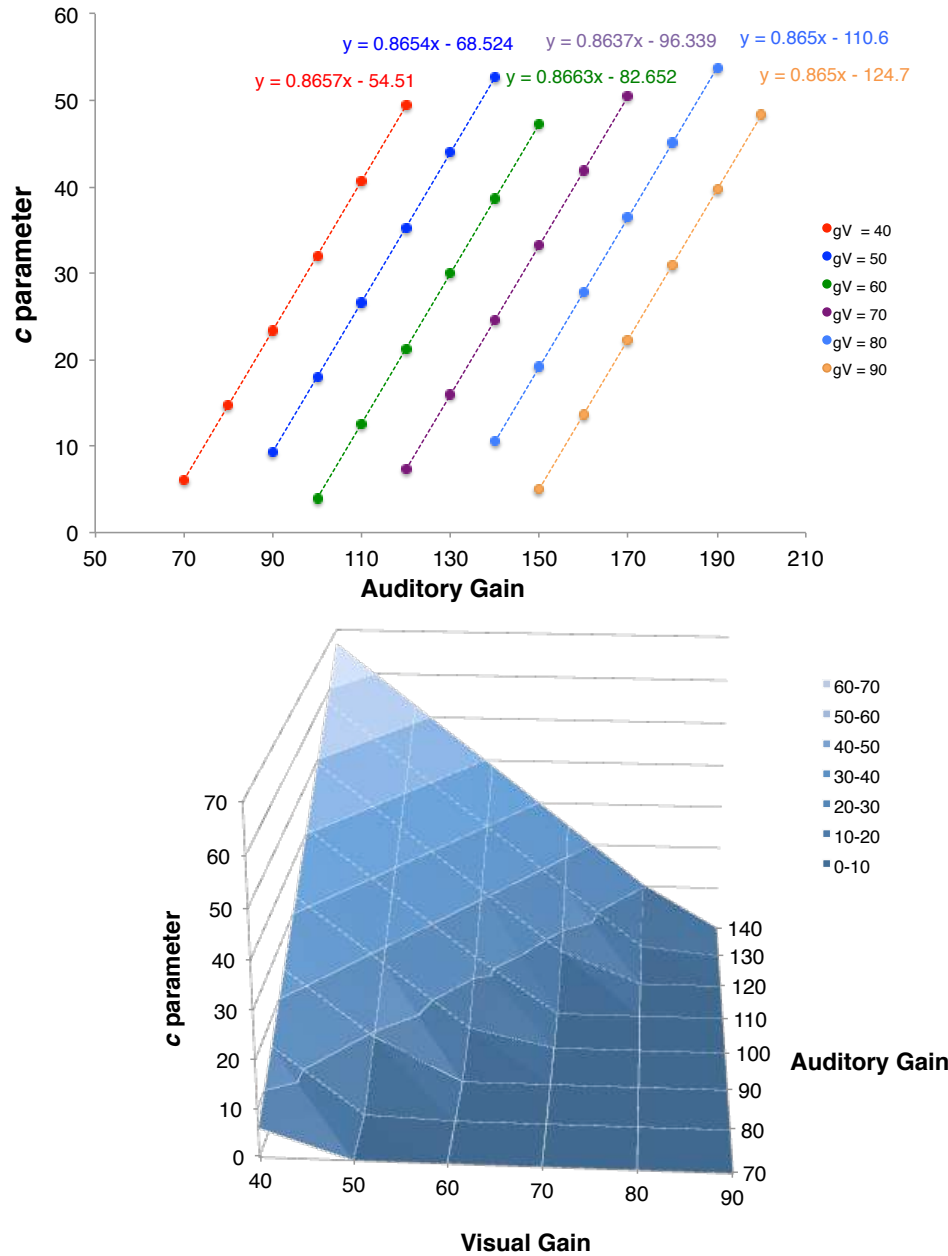 60
y = 0.8654x - 68.524
y = 0.8637x - 96.339
y = 0.865x - 110.6
y = 0.8657x - 54.51
y = 0.8663x - 82.652
y = 0.865x - 124.7
50
40
30
20
10
0
c parameter
50
70
90
110
130
150
170
190
210
Auditory Gain
gV = 40
gV = 50
gV = 60
gV = 70
gV = 80
gV = 90
60-70
50-60
40-50
30-40
20-30
10-20
0-10
70
60
50
40
30
20
10
0
c parameter
140
130
120
110
100
90
80
70
Auditory Gain
40
50
60
70
80
90
Visual Gain